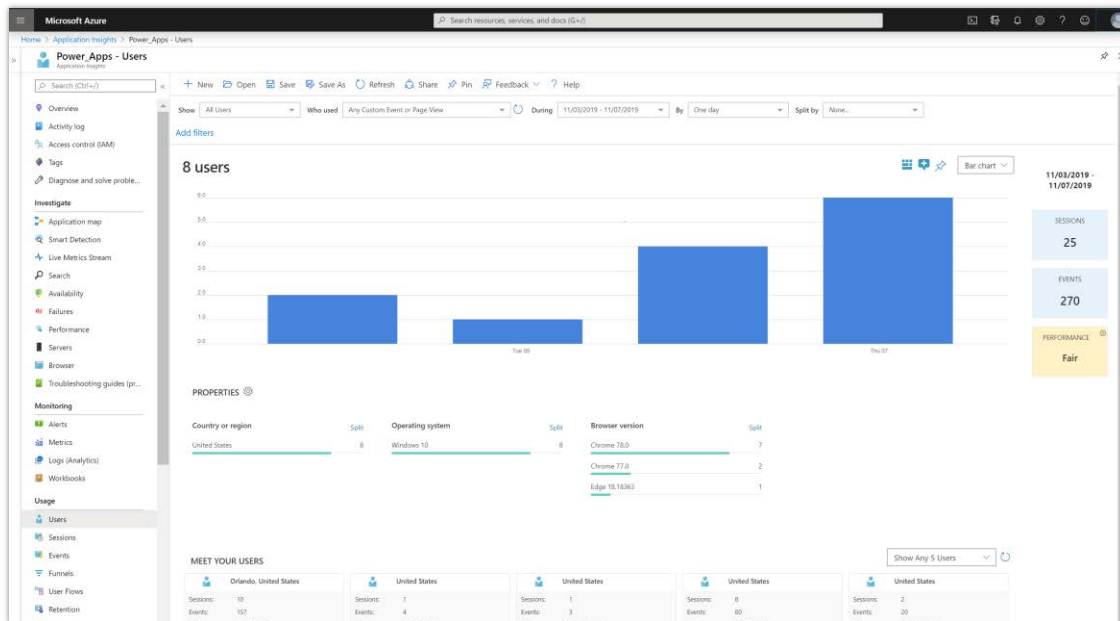 Microsoft Azure
Search resources, services, and docs (G+/)
Home > Application Insights > Power_Apps - Users
Power_Apps - Users
Application Insights
Search (Ctrl+/)
Overview
Activity log
Access control (IAM)
Tags
Diagnose and solve proble...
Investigate
Application map
Smart Detection
Live Metrics Stream
Search
Availability
Failures
Performance
Servers
Browser
Troubleshooting guides (pr...
Monitoring
Alerts
Metrics
Logs (Analytics)
Workbooks
Usage
Users
Sessions
Events
Funnels
User Flows
Retention
New Open Save Save As Refresh Share Pin Feedback ? Help
Show All Users Who used Any Custom Event or Page View During 11/03/2019 - 11/07/2019 By One day Split by None...
Add filters
8 users
Bar chart
6.0
5.0
4.0
3.0
2.0
1.0
0.0
Tue 05 Thu 07
11/03/2019 -
11/07/2019
SESSIONS
25
EVENTS
270
PERFORMANCE
Fair
PROPERTIES
Country or region Split
United States 8
Operating system Split
Windows 10 8
Browser version Split
Chrome 78.0 7
Chrome 77.0 2
Edge 18.18363 1
MEET YOUR USERS
Show Any 5 Users
Orlando, United States
Sessions: 10
Events: 157
United States
Sessions: 1
Events: 4
United States
Sessions: 1
Events: 3
United States
Sessions: 8
Events: 60
United States
Sessions: 2
Events: 20